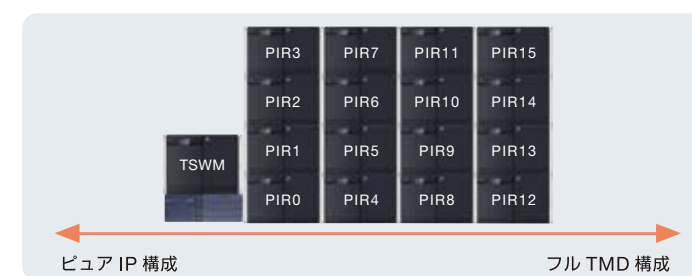 PIR3 PIR7 PIR11 PIR15
PIR2 PIR6 PIR10 PIR14
TSWM
PIR1 PIR5 PIR9 PIR13
PIR0 PIR4 PIR8 PIR12
ピュア IP 構成 フル TMD 構成